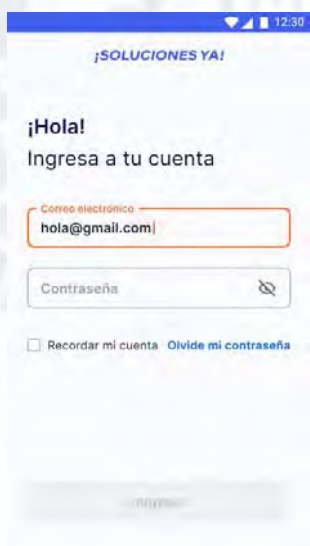 12:30
¡SOLUCIONES YA!
¡Hola!
Ingresa a tu cuenta
Correo electrónico
hola@gmail.com
Contraseña
Recordar mi cuenta Olvide mi contraseña